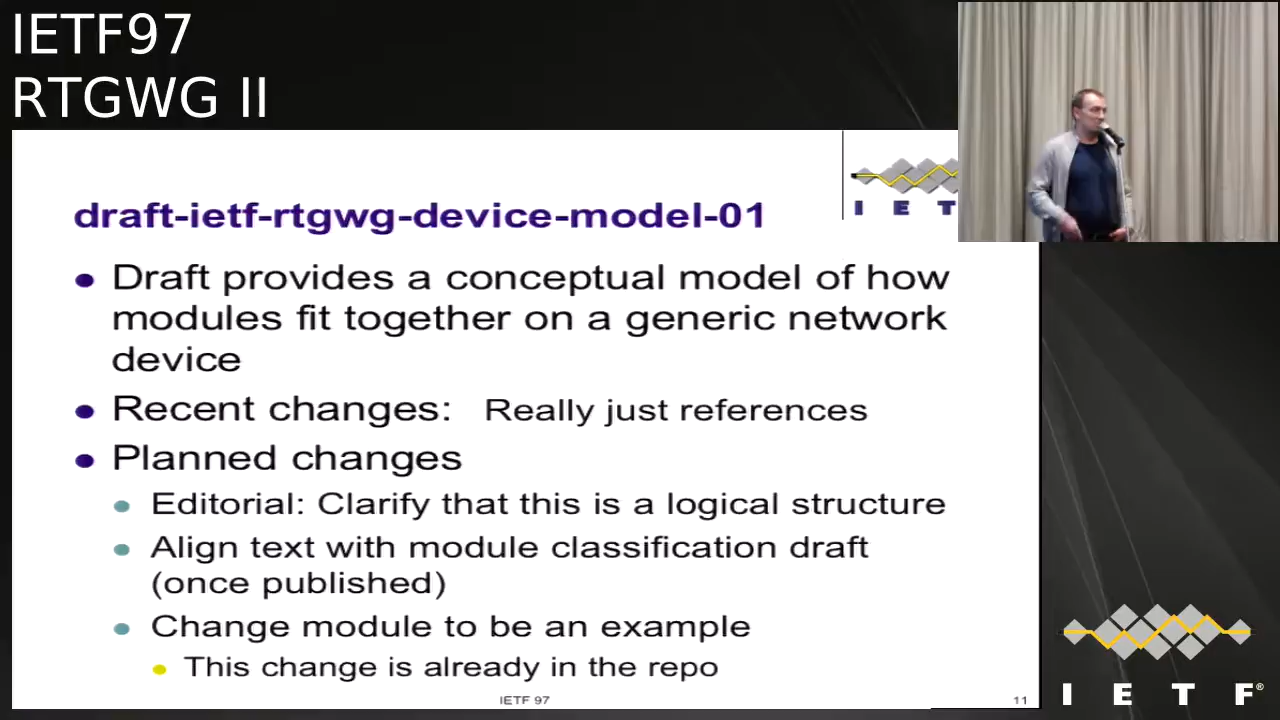 IETF97
RTGWG II
I E T
draft-ietf-rtgwg-device-model-01
Draft provides a conceptual model of how
modules fit together on a generic network
device
Recent changes: Really just references
Planned changes
Editorial: Clarify that this is a logical structure
Align text with module classification draft
(once published)
Change module to be an example
This change is already in the repo
IETF 97
11
I E T F®